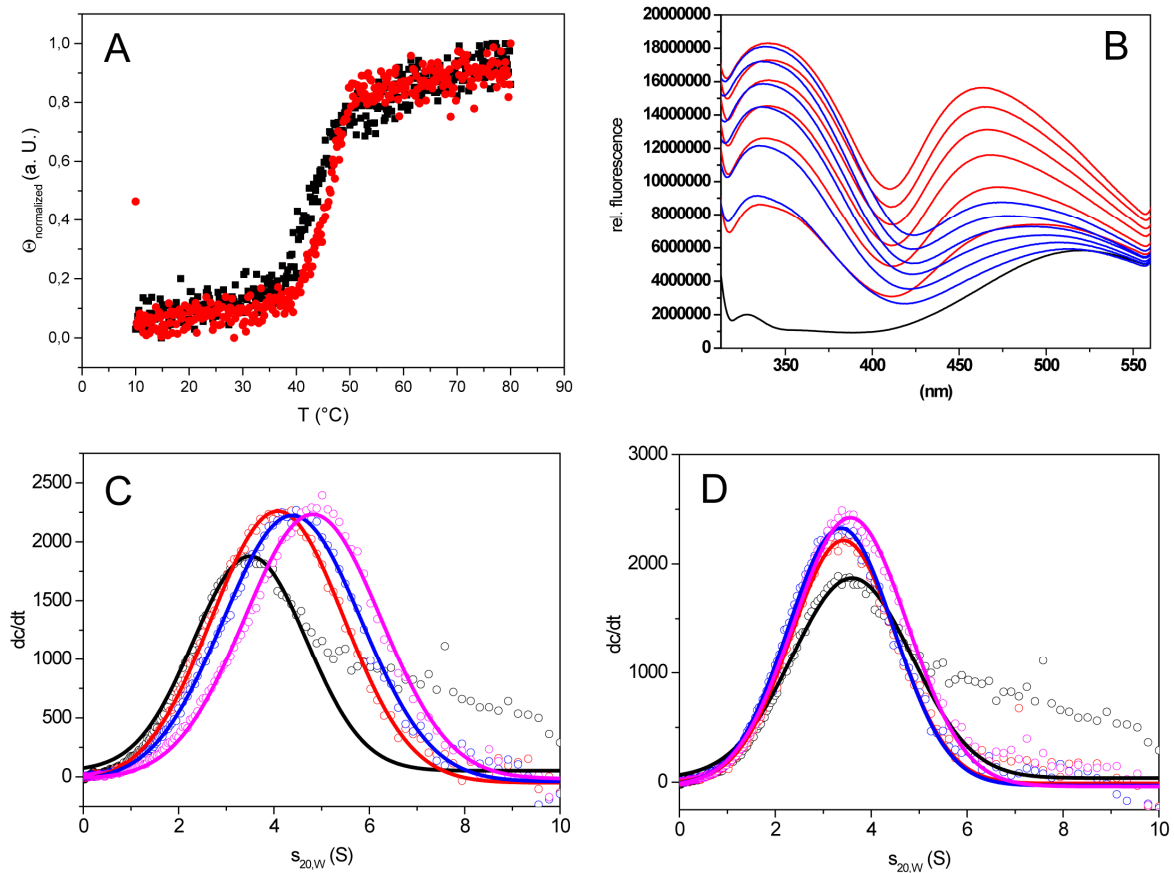 A
1,0
0,8
0,6
0,4
0,2
0,0
Θnormalized (a. U.)
0 10 20 30 40 50 60 70 80 90
T (°C)
B
20000000
18000000
16000000
14000000
12000000
10000000
8000000
6000000
4000000
2000000
0
rel. fluorescence
350 400 450 500 550
(nm)
C
2500
2000
1500
1000
500
0
dc/dt
0 2 4 6 8 10
s20,W (S)
D
3000
2000
1000
0
dc/dt
0 2 4 6 8 10
s20,W (S)